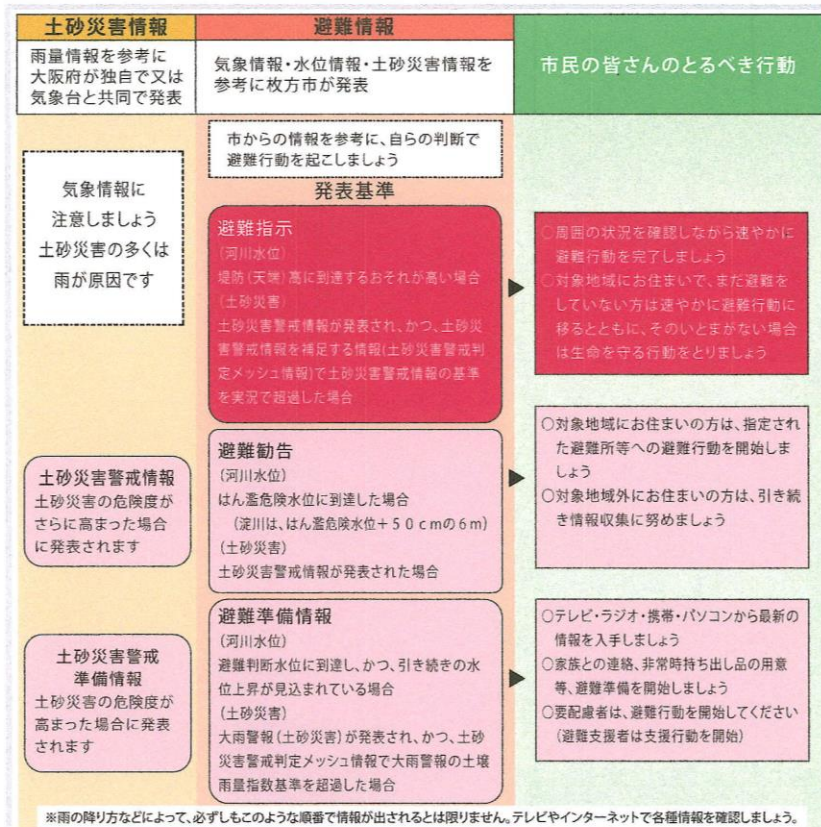 土砂災害情報
避難情報
雨量情報を参考に
大阪府が独自で又は
気象台と共同で発表
気象情報・水位情報・土砂災害情報を
参考に枚方市が発表
市民の皆さんのとるべき行動
気象情報に
注意しましょう
土砂災害の多くは
雨が原因です
市からの情報を参考に、自らの判断で
避難行動を起こしましょう
発表基準
避難指示
(河川水位)
堤防(天端)高に到達するおそれが高い場合
(土砂災害)
土砂災害警戒情報が発表され、かつ、土砂災
害警戒情報を補足する情報(土砂災害警戒判
定メッシュ情報)で土砂災害警戒情報の基準
を実況で超過した場合
○周囲の状況を確認しながら速やかに
避難行動を完了しましょう
○対象地域にお住まいで、まだ避難を
していない方は速やかに避難行動に
移るとともに、そのいとまがない場合
は生命を守る行動をとりましょう
土砂災害警戒情報
土砂災害の危険度が
さらに高まった場合
に発表されます
避難勧告
(河川水位)
はん濫危険水位に到達した場合
(淀川は、はん濫危険水位+50cmの6m)
(土砂災害)
土砂災害警戒情報が発表された場合
○対象地域にお住まいの方は、指定され
た避難所等への避難行動を開始しま
しょう
○対象地域外にお住まいの方は、引き続
き情報収集に努めましょう
土砂災害警戒
準備情報
土砂災害の危険度が
高まった場合に発表
されます
避難準備情報
(河川水位)
避難判断水位に到達し、かつ、引き続きの水
位上昇が見込まれている場合
(土砂災害)
大雨警報(土砂災害)が発表され、かつ、土砂
災害警戒判定メッシュ情報で大雨警報の土壌
雨量指数基準を超過した場合
○テレビ・ラジオ・携帯・パソコンから最新の
情報を入手しましょう
○家族との連絡、非常時持ち出し品の用意
等、避難準備を開始しましょう
○要配慮者は、避難行動を開始してください
(避難支援者は支援行動を開始)
※雨の降り方などによって、必ずしもこのような順番で情報が出されるとは限りません。テレビやインターネットで各種情報を確認しましょう。